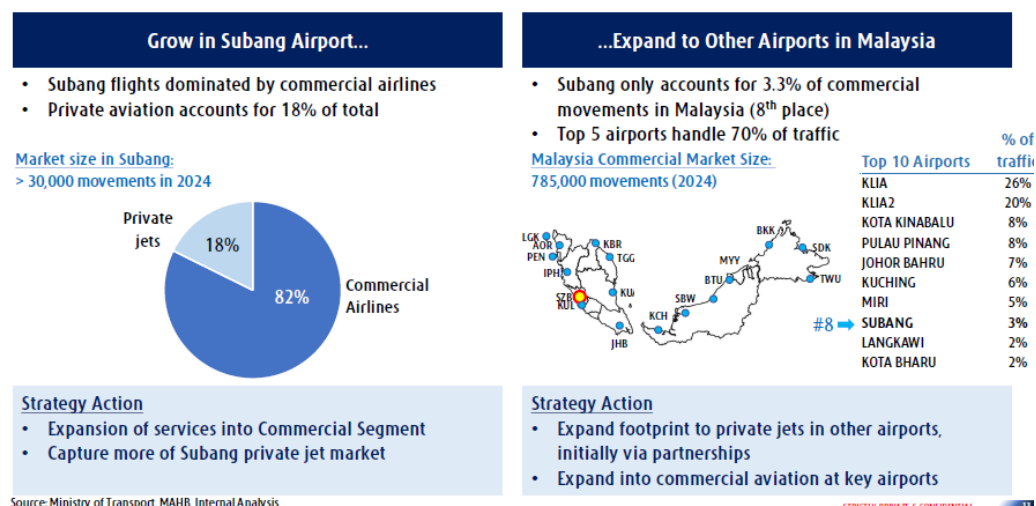 Grow in Subang Airport...
• Subang flights dominated by commercial airlines
• Private aviation accounts for 18% of total
Market size in Subang:
> 30,000 movements in 2024
Private
jets
18%
82%
Commercial
Airlines
Strategy Action
• Expansion of services into Commercial Segment
• Capture more of Subang private jet market
...Expand to Other Airports in Malaysia
• Subang only accounts for 3.3% of commercial
movements in Malaysia (8th place)
• Top 5 airports handle 70% of traffic
Malaysia Commercial Market Size:
785,000 movements (2024)
LGK
AOR
PEN
IPH
SZB
KUL
KBR
TGG
KUA
JHB
KCH
SBW
BTU
MYY
BKK
SDK
TWU
% of
Top 10 Airports traffic
KLIA 26%
KLIA2 20%
KOTA KINABALU 8%
PULAU PINANG 8%
JOHOR BAHRU 7%
KUCHING 6%
MIRI 5%
#8 SUBANG 3%
LANGKAWI 2%
KOTA BHARU 2%
Strategy Action
• Expand footprint to private jets in other airports,
initially via partnerships
• Expand into commercial aviation at key airports
Source: Ministry of Transport, MAHB, Internal Analysis
STRICTLY PRIVATE & CONFIDENTIAL